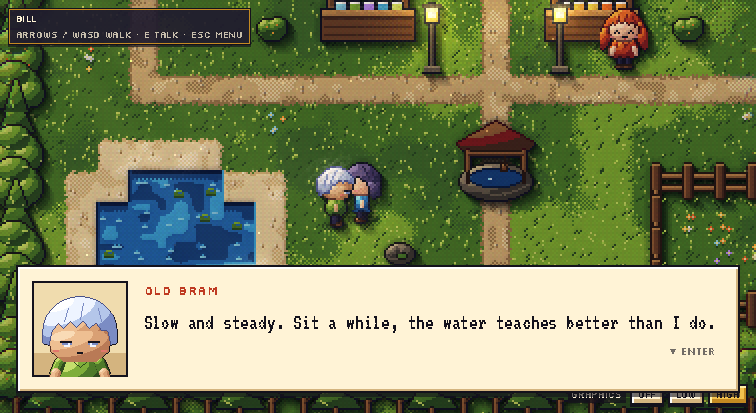 BILL
ARROWS / WASD WALK · E TALK · ESC MENU
OLD BRAM
Slow and steady. Sit a while, the water teaches better than I do.
▼ ENTER
GRAPHICS OFF LOW HIGH